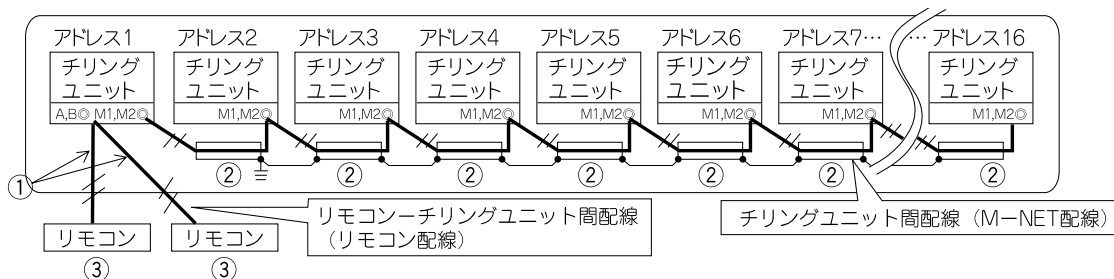 アドレス1 アドレス2 アドレス3 アドレス4 アドレス5 アドレス6 アドレス7… … アドレス16
チリング チリング チリング チリング チリング チリング チリング チリング
ユニット ユニット ユニット ユニット ユニット ユニット ユニット ユニット
A,B◎ M1,M2◎ M1,M2◎ M1,M2◎ M1,M2◎ M1,M2◎ M1,M2◎ M1,M2◎ M1,M2◎
② ② ② ② ② ② ②
①
リモコンーチリングユニット間配線
（リモコン配線）
チリングユニット間配線（MーNET配線）
リモコン リモコン
③ ③